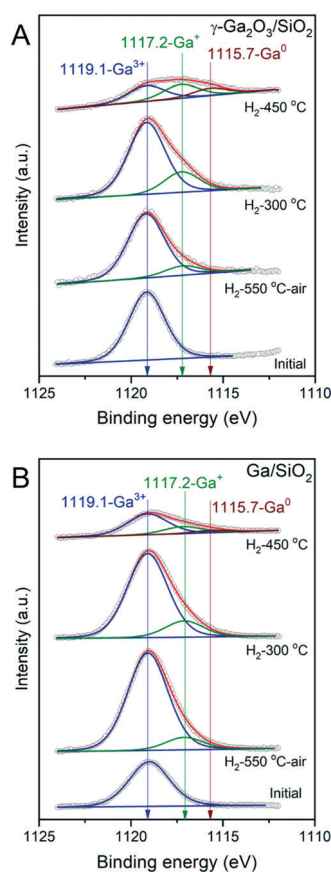 A
γ-Ga₂O₃/SiO₂
1117.2-Ga⁺
1119.1-Ga³⁺
1115.7-Ga⁰
H₂-450 °C
H₂-300 °C
H₂-550 °C-air
Initial
Intensity (a.u.)
1125 1120 1115 1110
Binding energy (eV)
B
Ga/SiO₂
1117.2-Ga⁺
1119.1-Ga³⁺
1115.7-Ga⁰
H₂-450 °C
H₂-300 °C
H₂-550 °C-air
Initial
Intensity (a.u.)
1125 1120 1115 1110
Binding energy (eV)